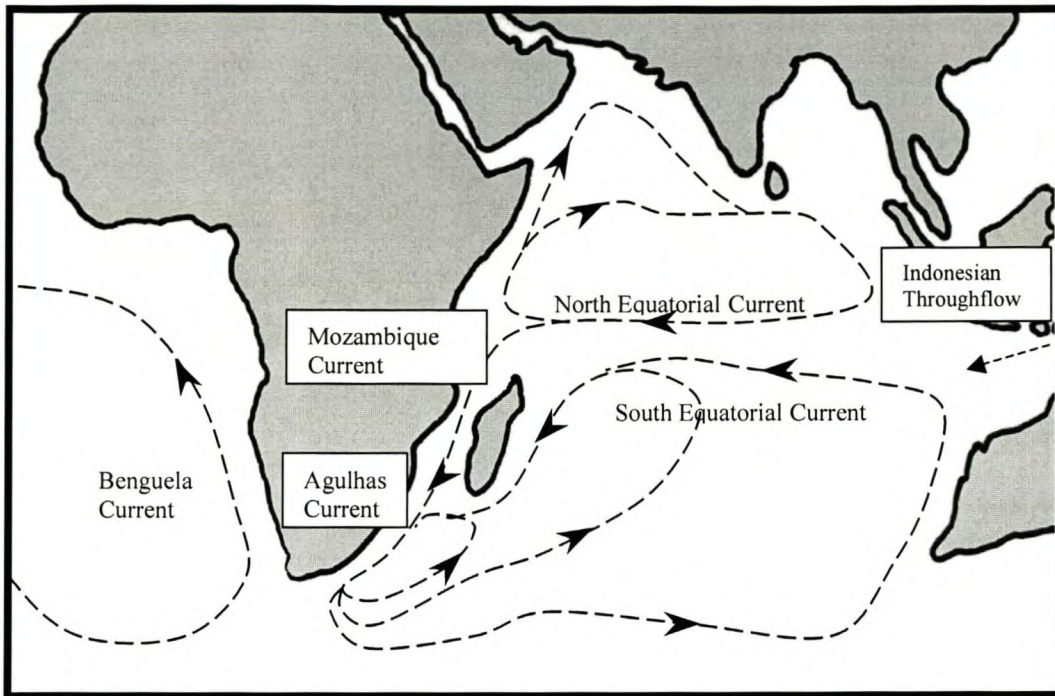 Indonesian
Throughflow
North Equatorial Current
Mozambique
Current
South Equatorial Current
Benguela
Current
Agulhas
Current